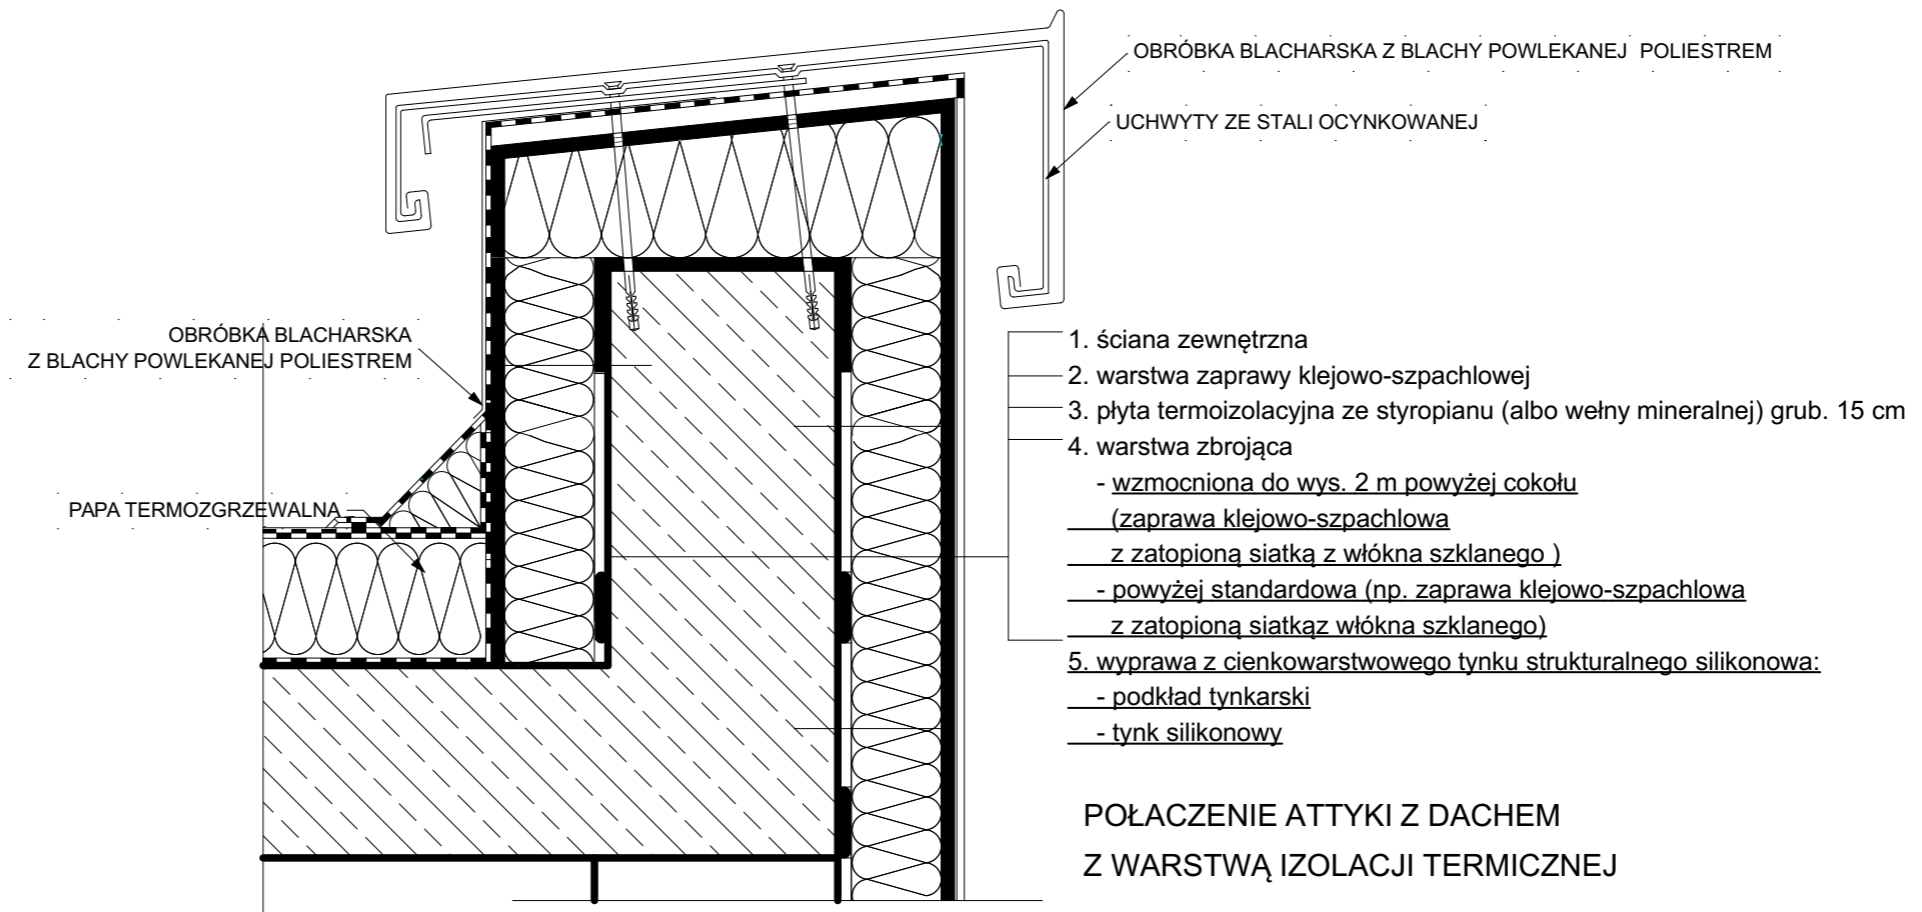 OBRÓBKA BLACHARSKA Z BLACHY POWLEKANEJ POLIESTREM
UCHWYTY ZE STALI OCYNKOWANEJ
OBRÓBKA BLACHARSKA
Z BLACHY POWLEKANEJ POLIESTREM
PAPA TERMOZGRZEWALNA
1. ściana zewnętrzna
2. warstwa zaprawy klejowo-szpachlowej
3. płyta termoizolacyjna ze styropianu (albo wełny mineralnej) grub. 15 cm
4. warstwa zbrojąca
- wzmocniona do wys. 2 m powyżej cokołu
(zaprawa klejowo-szpachlowa
z zatopioną siatką z włókna szklanego )
- powyżej standardowa (np. zaprawa klejowo-szpachlowa
z zatopioną siatkąz włókna szklanego)
5. wyprawa z cienkowarstwowego tynku strukturalnego silikonowa:
- podkład tynkarski
- tynk silikonowy
POŁACZENIE ATTYKI Z DACHEM
Z WARSTWĄ IZOLACJI TERMICZNEJ